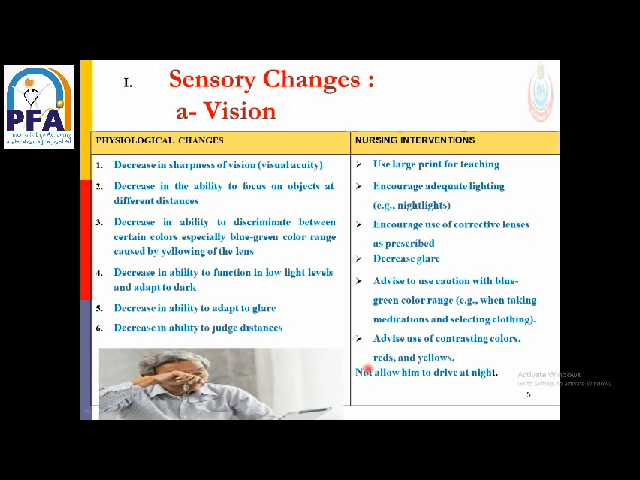 I. Sensory Changes :
a- Vision
PFA
PHYSIOLOGICAL CHANGES
1. Decrease in sharpness of vision (visual acuity)
2. Decrease in the ability to focus on objects at
different distances
3. Decrease in ability to discriminate between
certain colors especially blue-green color range
caused by yellowing of the lens
4. Decrease in ability to function in low light levels
and adapt to dark
5. Decrease in ability to adapt to glare
6. Decrease in ability to judge distances
NURSING INTERVENTIONS
➢ Use large print for teaching
➢ Encourage adequate lighting
(e.g., nightlights)
➢ Encourage use of corrective lenses
as prescribed
➢ Decrease glare
➢ Advise to use caution with blue-
green color range (e.g., when taking
medications and selecting clothing).
➢ Advise use of contrasting colors,
reds, and yellows.
Not allow him to drive at night.
Activate Windows
Go to Settings to activate Windows.
5